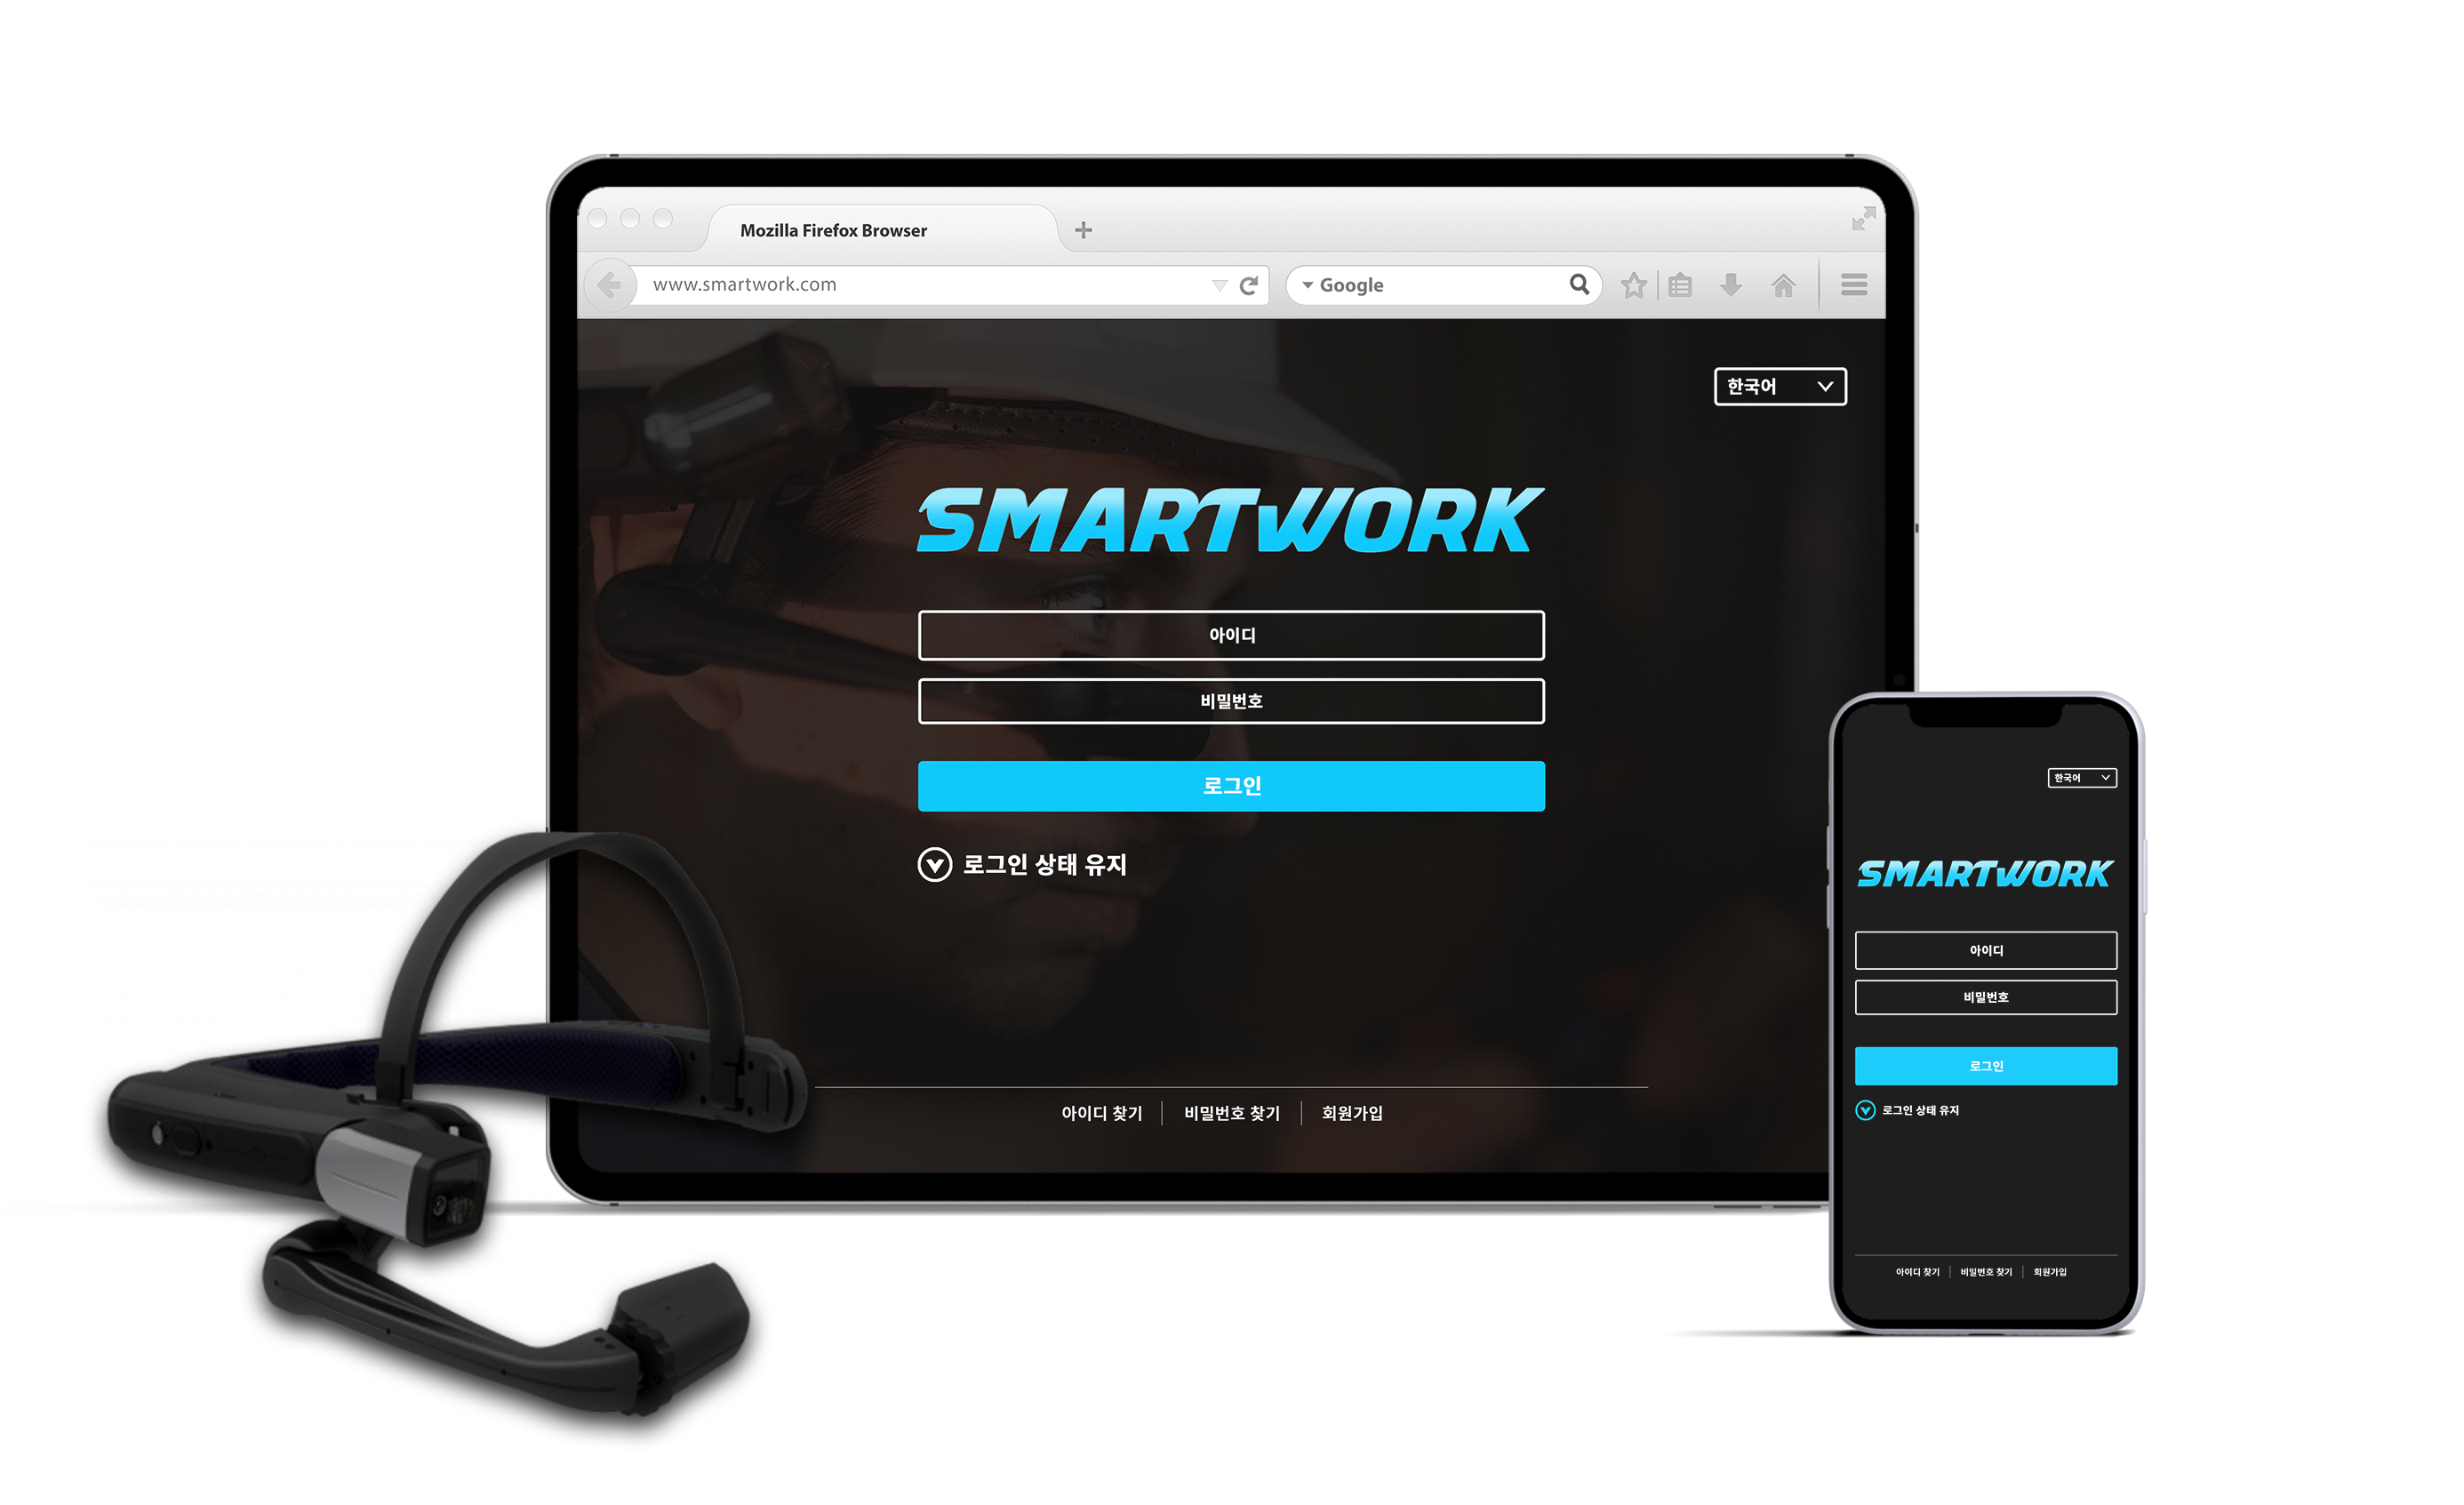 Mozilla Firefox Browser
www.smartwork.com
Google
한국어
SMARTWORK
아이디
비밀번호
로그인
로그인 상태 유지
아이디 찾기 | 비밀번호 찾기 | 회원가입
한국어
SMARTWORK
아이디
비밀번호
로그인
로그인 상태 유지
아이디 찾기 | 비밀번호 찾기 | 회원가입